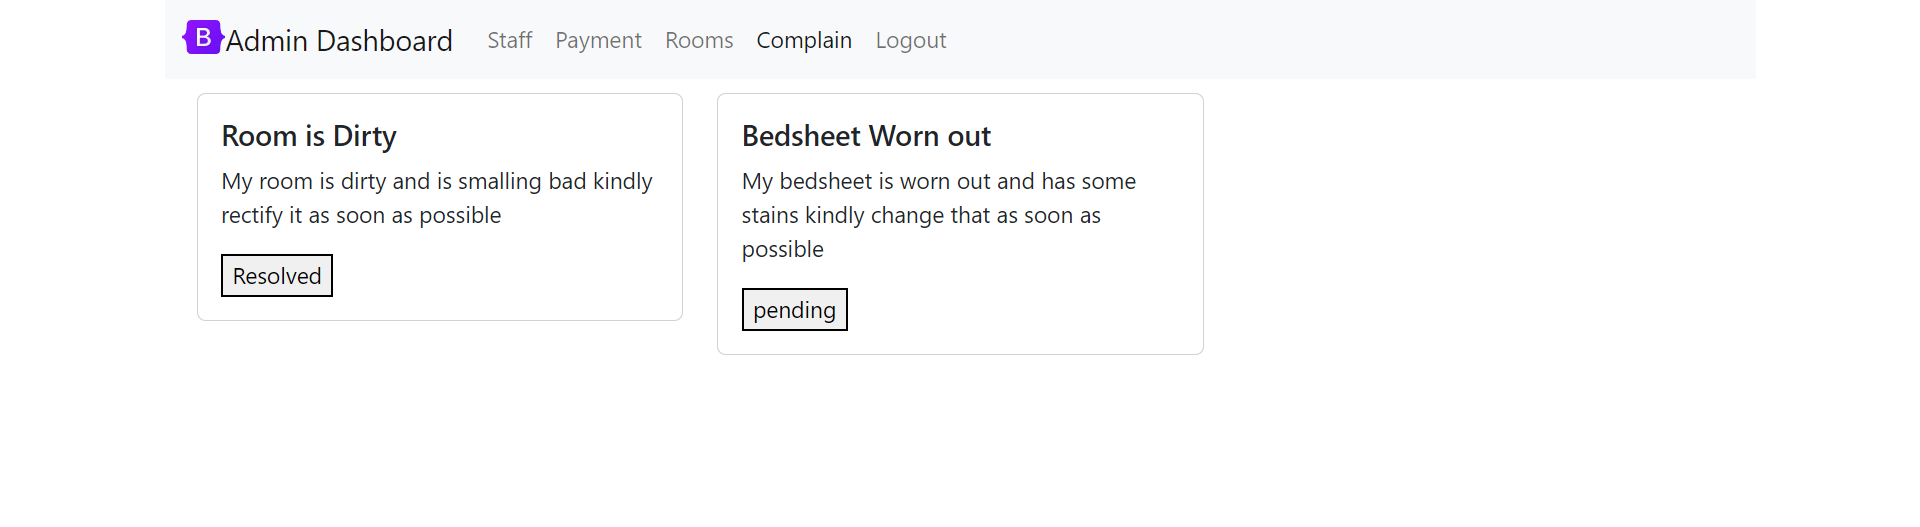 B Admin Dashboard Staff Payment Rooms Complain Logout
Room is Dirty
My room is dirty and is smalling bad kindly
rectify it as soon as possible
Resolved
Bedsheet Worn out
My bedsheet is worn out and has some
stains kindly change that as soon as
possible
pending